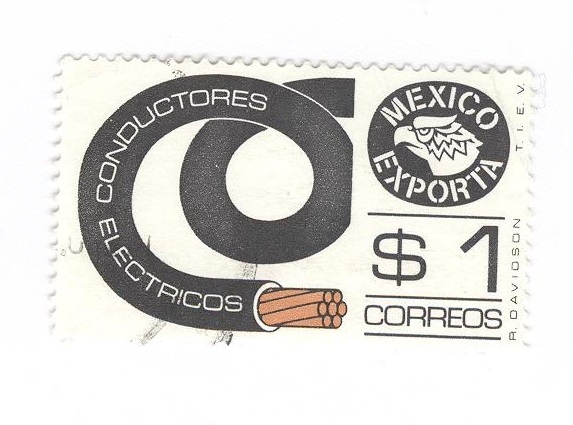 CONDUCTORES
ELECTRICOS
MEXICO
EXPORTA
$ 1
CORREOS
R. DAVIDSON
T. I. E. V.